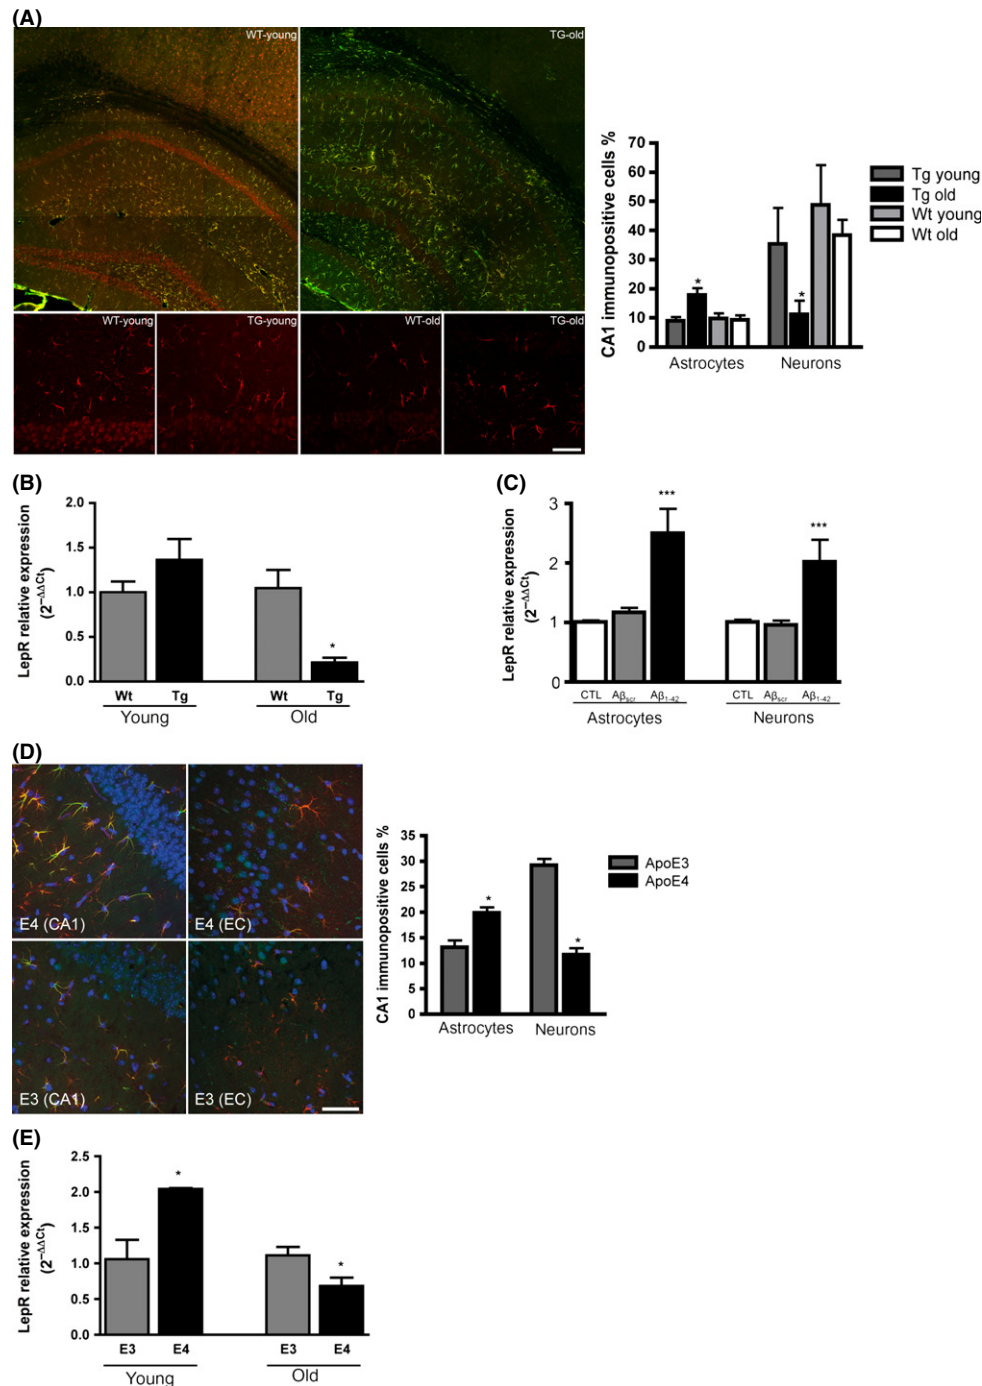 (A)
WT-young
TG-old
WT-young
TG-young
WT-old
TG-old
CA1 immunopositive cells %
70
60
50
40
30
20
10
0
*
*
Astrocytes
Neurons
Tg young
Tg old
Wt young
Wt old
(B)
LepR relative expression
(2−ΔΔCt)
2.0
1.5
1.0
0.5
0.0
*
Wt
Tg
Wt
Tg
Young
Old
(C)
LepR relative expression
(2−ΔΔCt)
3
2
1
0
***
***
CTL
Aβscr
Aβ1-42
CTL
Aβscr
Aβ1-42
Astrocytes
Neurons
(D)
E4 (CA1)
E4 (EC)
E3 (CA1)
E3 (EC)
CA1 immunopositive cells %
35
30
25
20
15
10
5
0
*
*
Astrocytes
Neurons
ApoE3
ApoE4
(E)
LepR relative expression
(2−ΔΔCt)
2.5
2.0
1.5
1.0
0.5
0.0
*
*
E3
E4
E3
E4
Young
Old